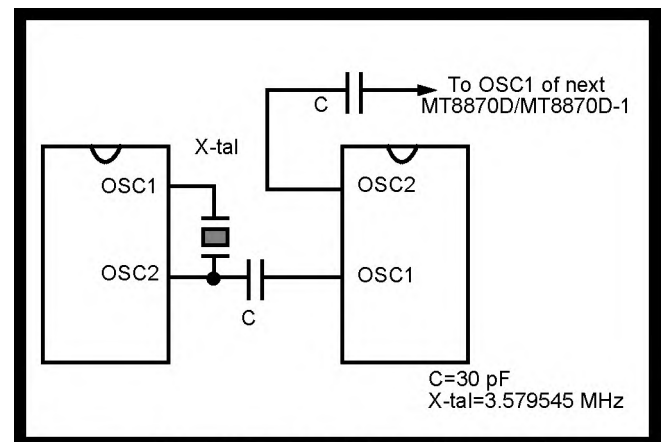 To OSC1 of next
MT8870D/MT8870D-1
C
X-tal
OSC1
OSC2
OSC2
OSC1
C
C=30 pF
X-tal=3.579545 MHz